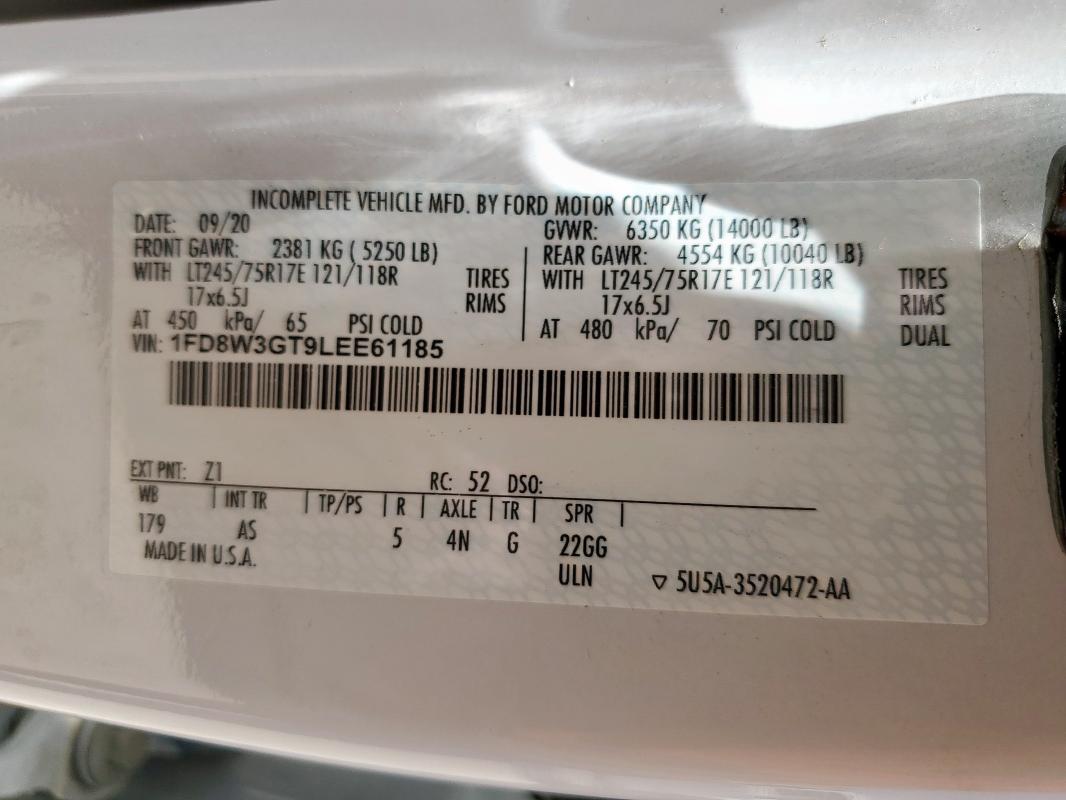 INCOMPLETE VEHICLE MFD. BY FORD MOTOR COMPANY
DATE: 09/20 GVWR: 6350 KG (14000 LB)
FRONT GAWR: 2381 KG ( 5250 LB) REAR GAWR: 4554 KG (10040 LB)
WITH LT245/75R17E 121/118R TIRES WITH LT245/75R17E 121/118R TIRES
17x6.5J RIMS 17x6.5J RIMS
AT 450 kPa/ 65 PSI COLD AT 480 kPa/ 70 PSI COLD DUAL
VIN: 1FD8W3GT9LEE61185
EXT PNT: Z1 RC: 52 DSO:
WB | INT TR | TP/PS | R | AXLE | TR | SPR |
179 AS 5 4N G 22GG
MADE IN U.S.A. ULN ▽ 5U5A-3520472-AA